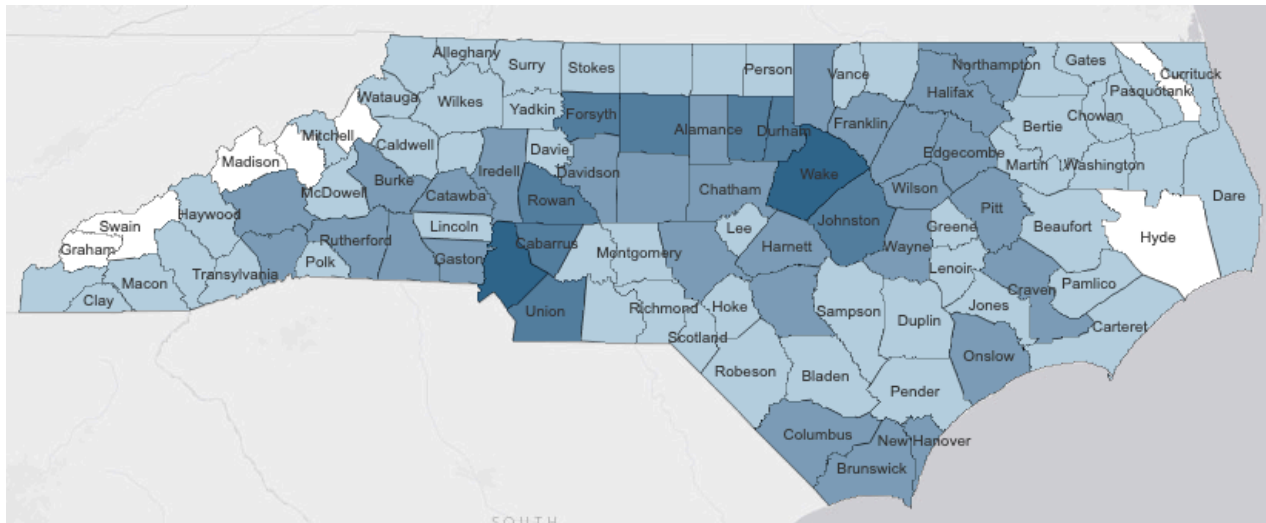 Alleghany
Surry
Stokes
Person
Vance
Northampton
Gates
Currituck
Pasquotank
Watauga
Wilkes
Yadkin
Forsyth
Alamance
Durham
Franklin
Halifax
Chowan
Bertie
Mitchell
Caldwell
Davie
Iredell
Davidson
Edgecombe
Martin
Washington
Madison
McDowell
Burke
Catawba
Rowan
Chatham
Wake
Wilson
Dare
Haywood
Swain
Graham
Rutherford
Lincoln
Lee
Johnston
Pitt
Greene
Beaufort
Hyde
Cabarrus
Montgomery
Harnett
Wayne
Gaston
Polk
Transylvania
Macon
Clay
Lenoir
Craven
Pamlico
Union
Richmond
Hoke
Sampson
Duplin
Jones
Carteret
Scotland
Onslow
Robeson
Bladen
Pender
Columbus
New Hanover
Brunswick
SOUTH